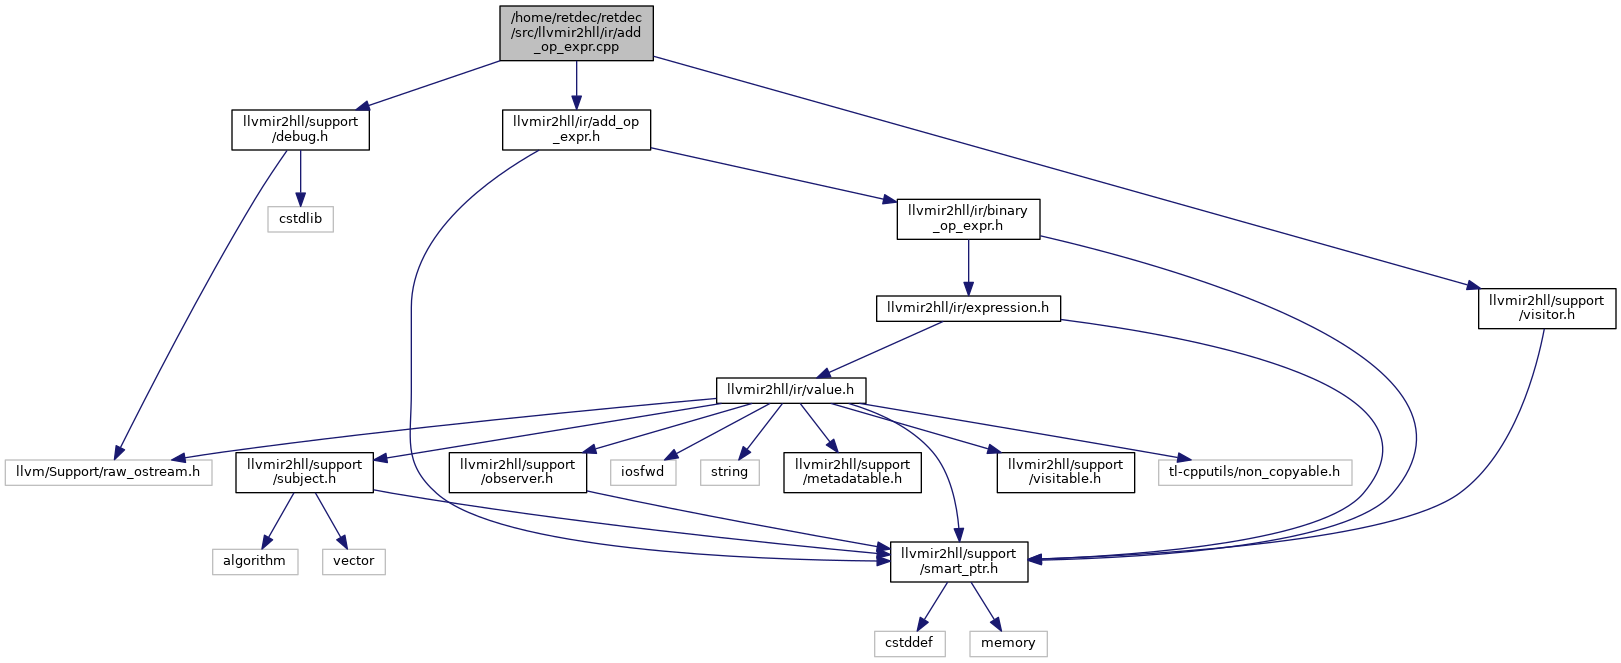 /home/retdec/retdec
/src/llvmir2hll/ir/add
_op_expr.cpp
llvmir2hll/support
/debug.h
llvmir2hll/ir/add_op
_expr.h
cstdlib
llvmir2hll/ir/binary
_op_expr.h
llvmir2hll/ir/expression.h
llvmir2hll/support
/visitor.h
llvmir2hll/ir/value.h
llvm/Support/raw_ostream.h
llvmir2hll/support
/subject.h
llvmir2hll/support
/observer.h
iosfwd
string
llvmir2hll/support
/metadatable.h
llvmir2hll/support
/visitable.h
tl-cpputils/non_copyable.h
algorithm
vector
llvmir2hll/support
/smart_ptr.h
cstddef
memory